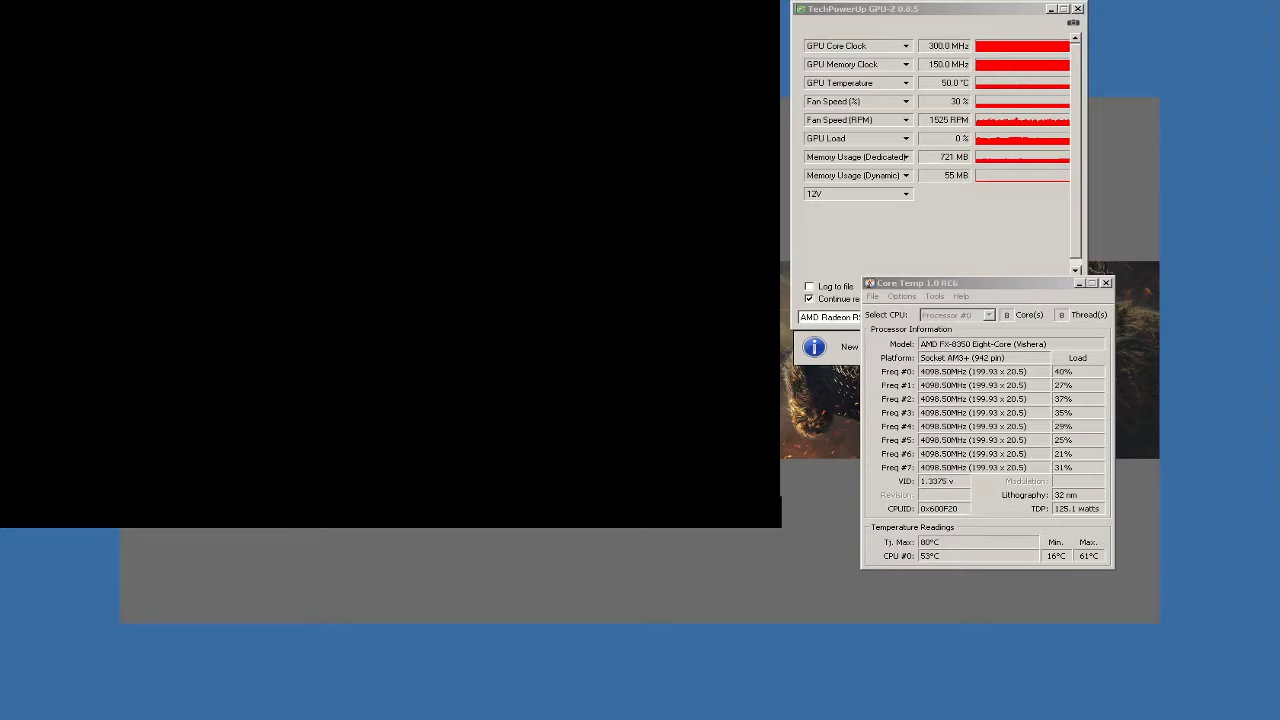 TechPowerUp GPU-Z 0.8.5
GPU Core Clock 300.0 MHz
GPU Memory Clock 150.0 MHz
GPU Temperature 50.0 °C
Fan Speed (%) 30 %
Fan Speed (RPM) 1525 RPM
GPU Load 0 %
Memory Usage (Dedicated) 721 MB
Memory Usage (Dynamic) 55 MB
12V
Log to file
Continue re
AMD Radeon R9
New
Core Temp 1.0 RC6
File Options Tools Help
Select CPU: Processor #0 8 Core(s) 8 Thread(s)
Processor Information
Model: AMD FX-8350 Eight-Core (Vishera)
Platform: Socket AM3+ (942 pin) Load
Freq #0: 4098.50MHz (199.93 x 20.5) 40%
Freq #1: 4098.50MHz (199.93 x 20.5) 27%
Freq #2: 4098.50MHz (199.93 x 20.5) 37%
Freq #3: 4098.50MHz (199.93 x 20.5) 35%
Freq #4: 4098.50MHz (199.93 x 20.5) 29%
Freq #5: 4098.50MHz (199.93 x 20.5) 25%
Freq #6: 4098.50MHz (199.93 x 20.5) 21%
Freq #7: 4098.50MHz (199.93 x 20.5) 31%
VID: 1.3375 v Modulation:
Revision: Lithography: 32 nm
CPUID: 0x600F20 TDP: 125.1 watts
Temperature Readings
Tj. Max: 80°C Min. Max.
CPU #0: 53°C 16°C 61°C